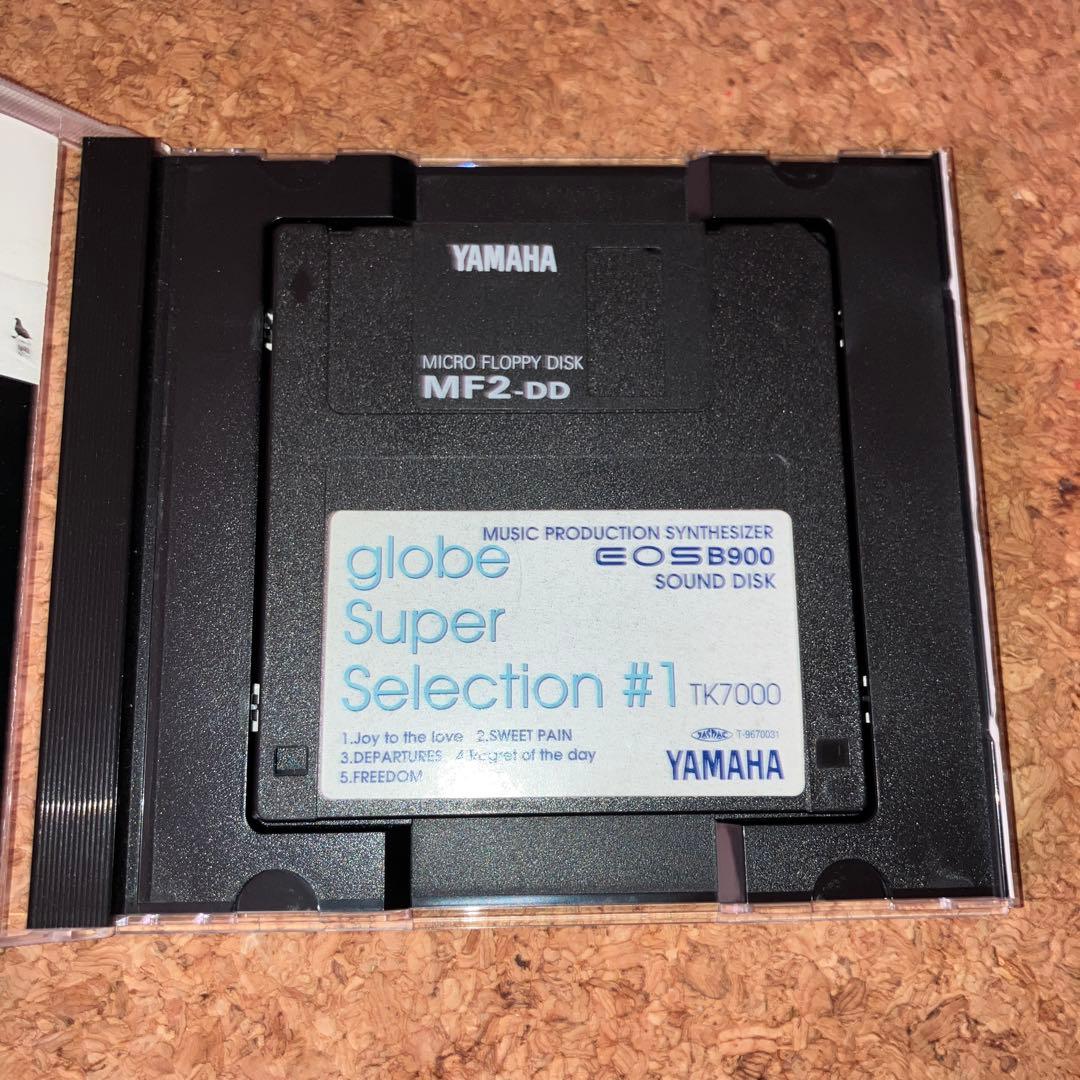 YAMAHA
MICRO FLOPPY DISK
MF2-DD
MUSIC PRODUCTION SYNTHESIZER
EOS B900
SOUND DISK
globe
Super
Selection #1 TK7000
1.Joy to the love 2.SWEET PAIN
3.DEPARTURES 4.Regret of the day
5.FREEDOM
JASRAC T-9670031
YAMAHA